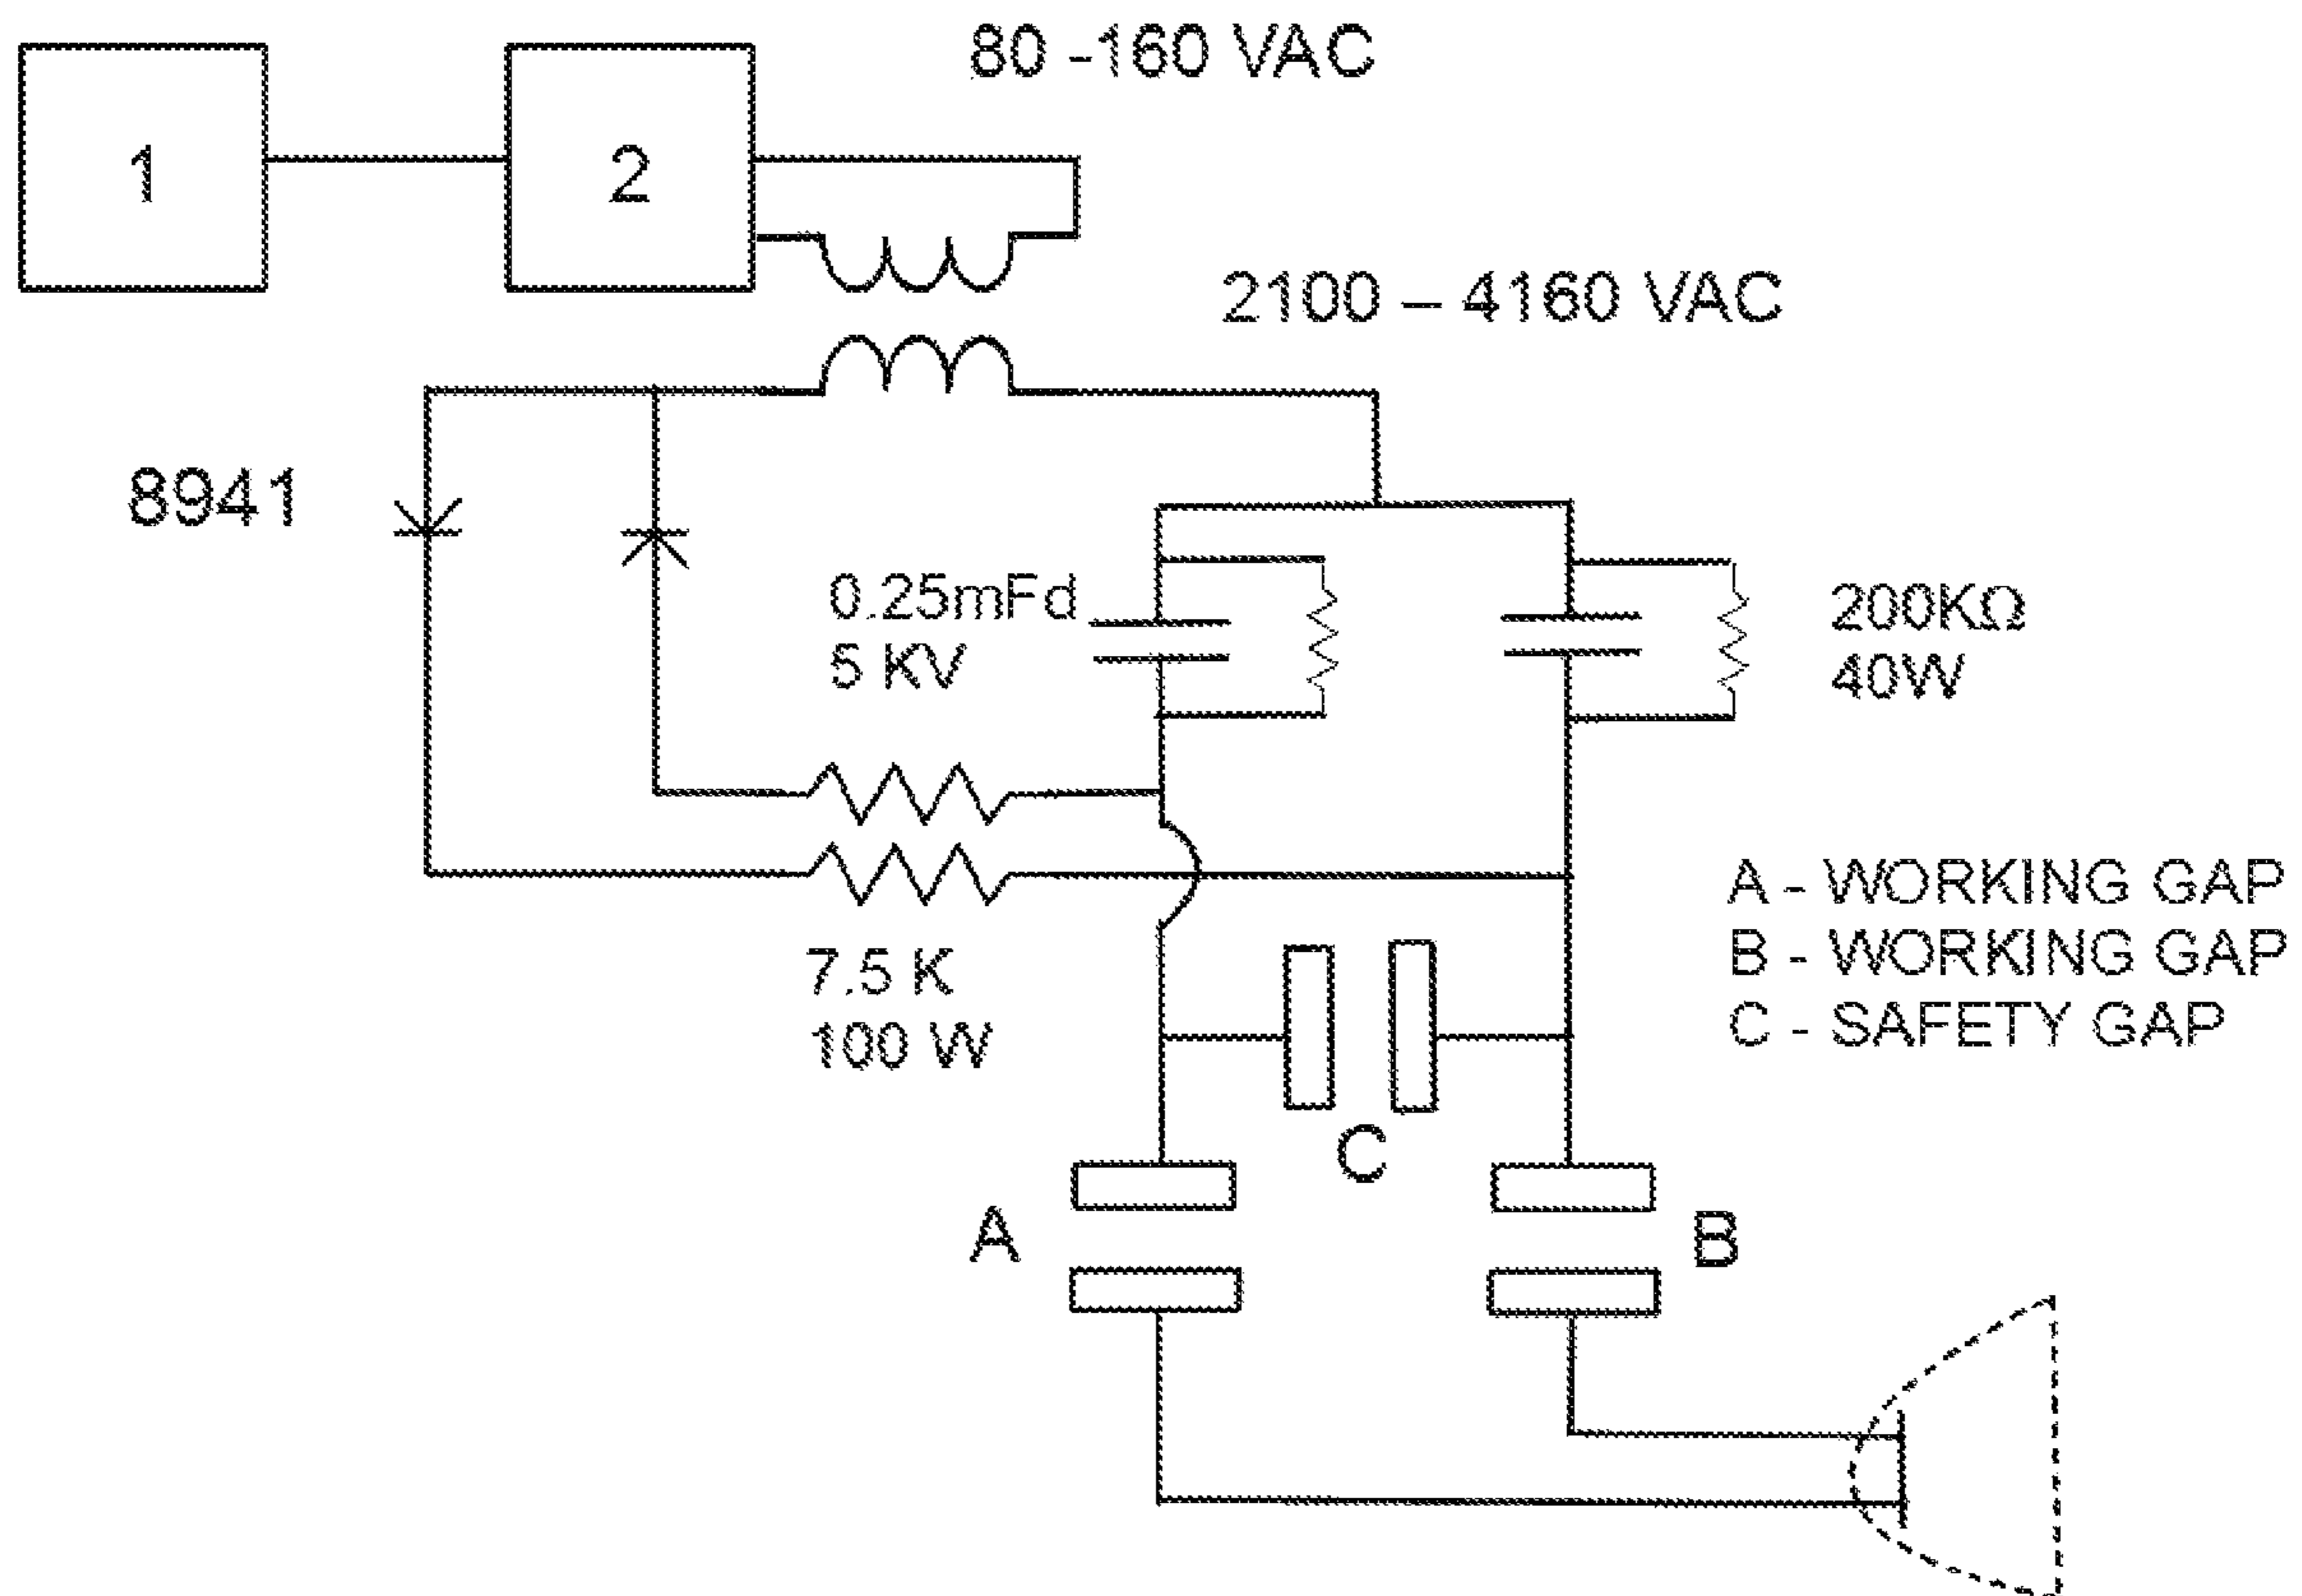 80 -160 VAC
1
2
2100 – 4160 VAC
8941
0.25mFd
5 KV
200KΩ
40W
7.5 K
100 W
A - WORKING GAP
B - WORKING GAP
C - SAFETY GAP
C
A
B